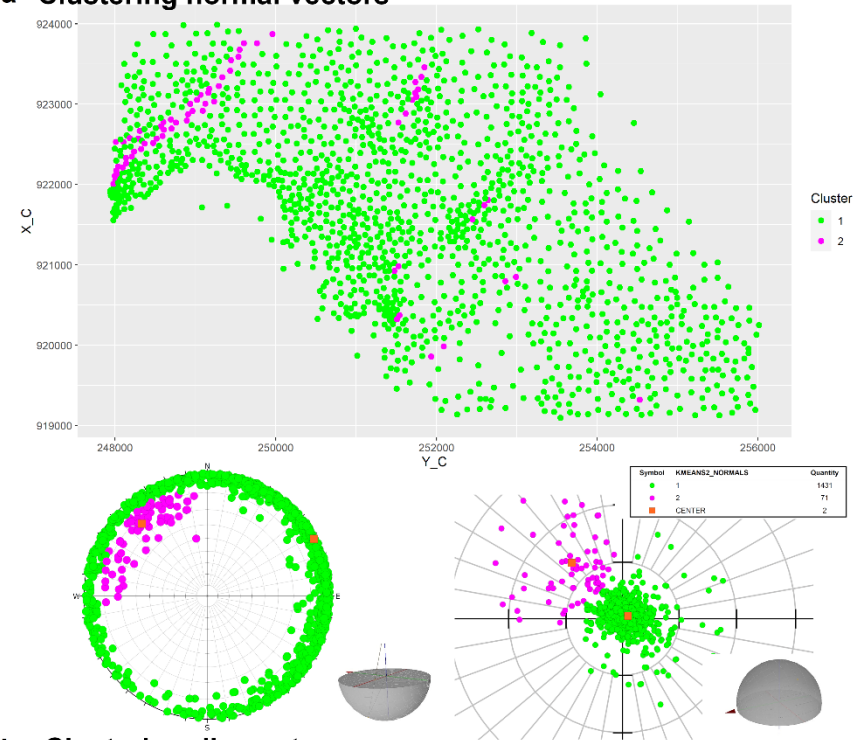 Clustering normal vectors
924000
923000
922000
921000
920000
919000
X_C
248000 250000 252000 254000 256000
Y_C
Cluster
1
2
N
W
E
S
Symbol KMEANS2_NORMALS Quantity
1 1431
2 71
CENTER 2